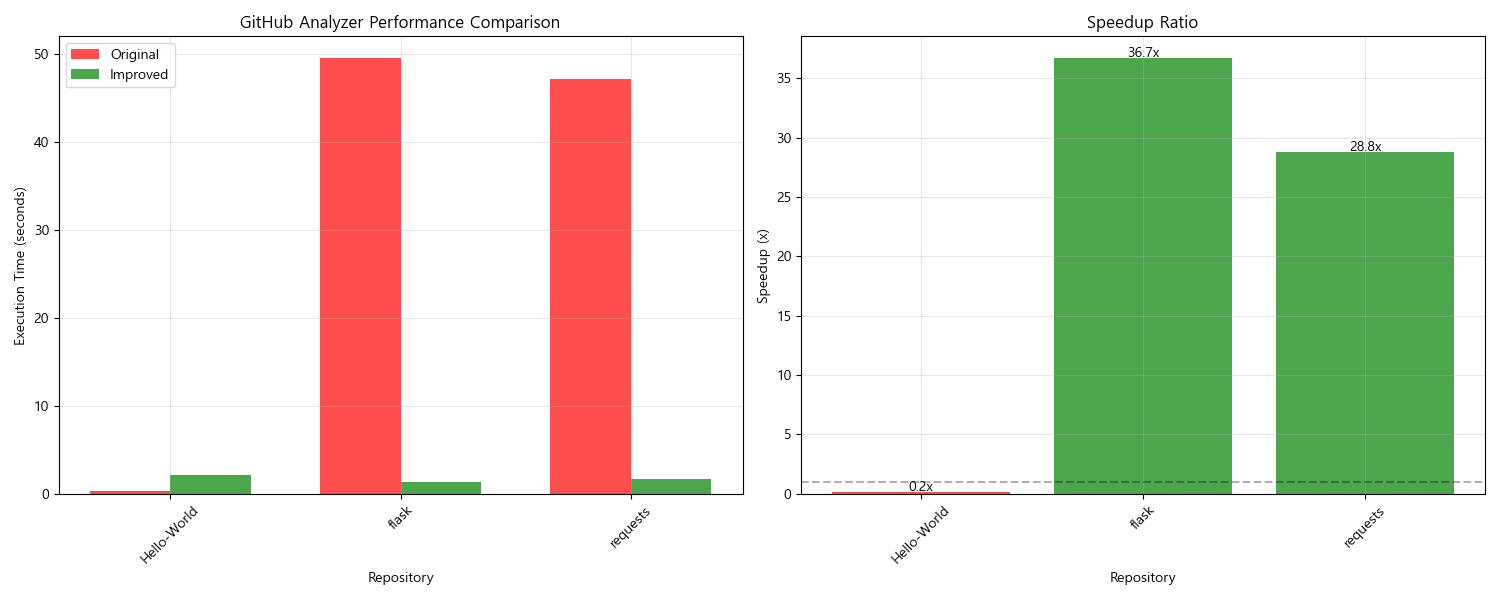 GitHub Analyzer Performance Comparison
Original
Improved
50
40
30
20
10
0
Execution Time (seconds)
Hello-World
flask
requests
Repository
Speedup Ratio
36.7x
28.8x
0.2x
35
30
25
20
15
10
5
0
Speedup (x)
Hello-World
flask
requests
Repository